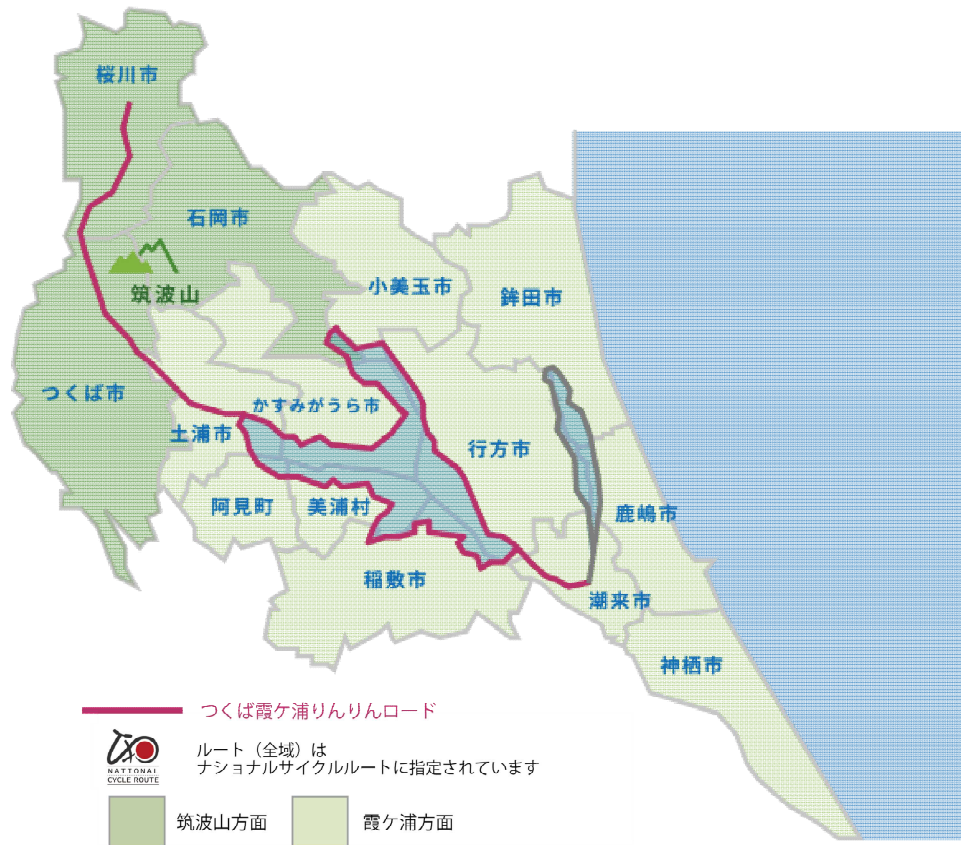 桜川市
石岡市
筑波山
小美玉市
鉾田市
つくば市
かすみがうら市
土浦市
行方市
阿見町
美浦村
鹿嶋市
稲敷市
潮来市
神栖市
つくば霞ケ浦りんりんロード
NATIONAL
CYCLE ROUTE
ルート（全域）は
ナショナルサイクルルートに指定されています
筑波山方面
霞ケ浦方面